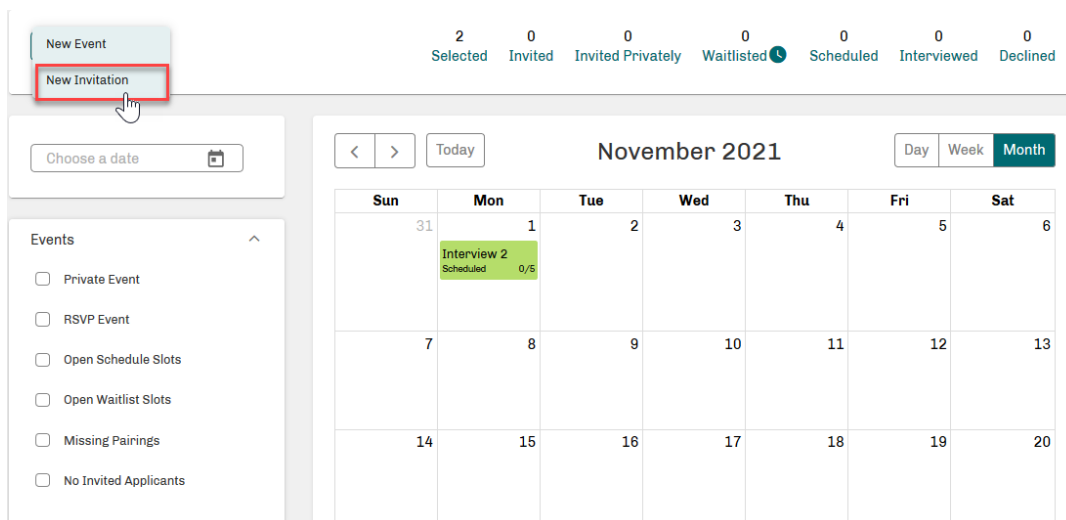 New Event
New Invitation
2 0 0 0 0 0 0
Selected Invited Invited Privately Waitlisted Scheduled Interviewed Declined
Choose a date
Today
November 2021
Day Week Month
Sun Mon Tue Wed Thu Fri Sat
31 1 2 3 4 5 6
Interview 2
Scheduled 0/5
7 8 9 10 11 12 13
14 15 16 17 18 19 20
Events
Private Event
RSVP Event
Open Schedule Slots
Open Waitlist Slots
Missing Pairings
No Invited Applicants